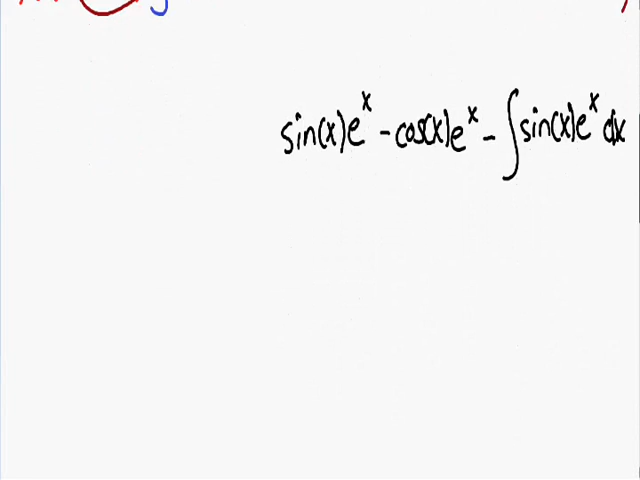 sin(x)e^x - cos(x)e^x - ∫sin(x)e^x dx